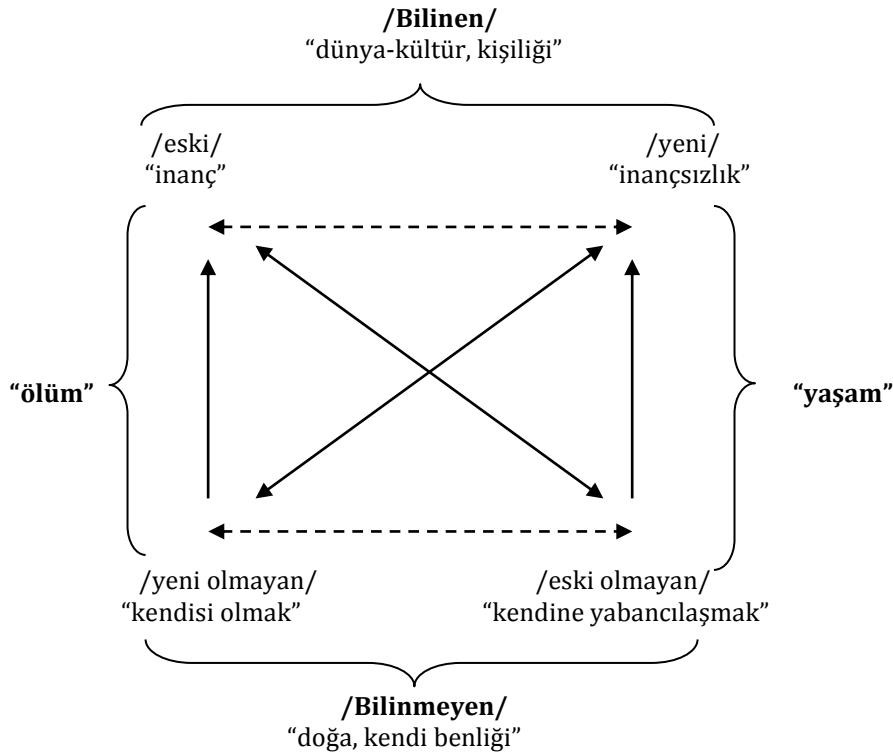 /Bilinen/
“dünya-kültür, kişiliği”
/eski/
“inanç”
/yeni/
“inançsızlık”
“ölüm”
“yaşam”
/yeni olmayan/
“kendisi olmak”
/eski olmayan/
“kendine yabancılaşmak”
/Bilinmeyen/
“doğa, kendi benliği”